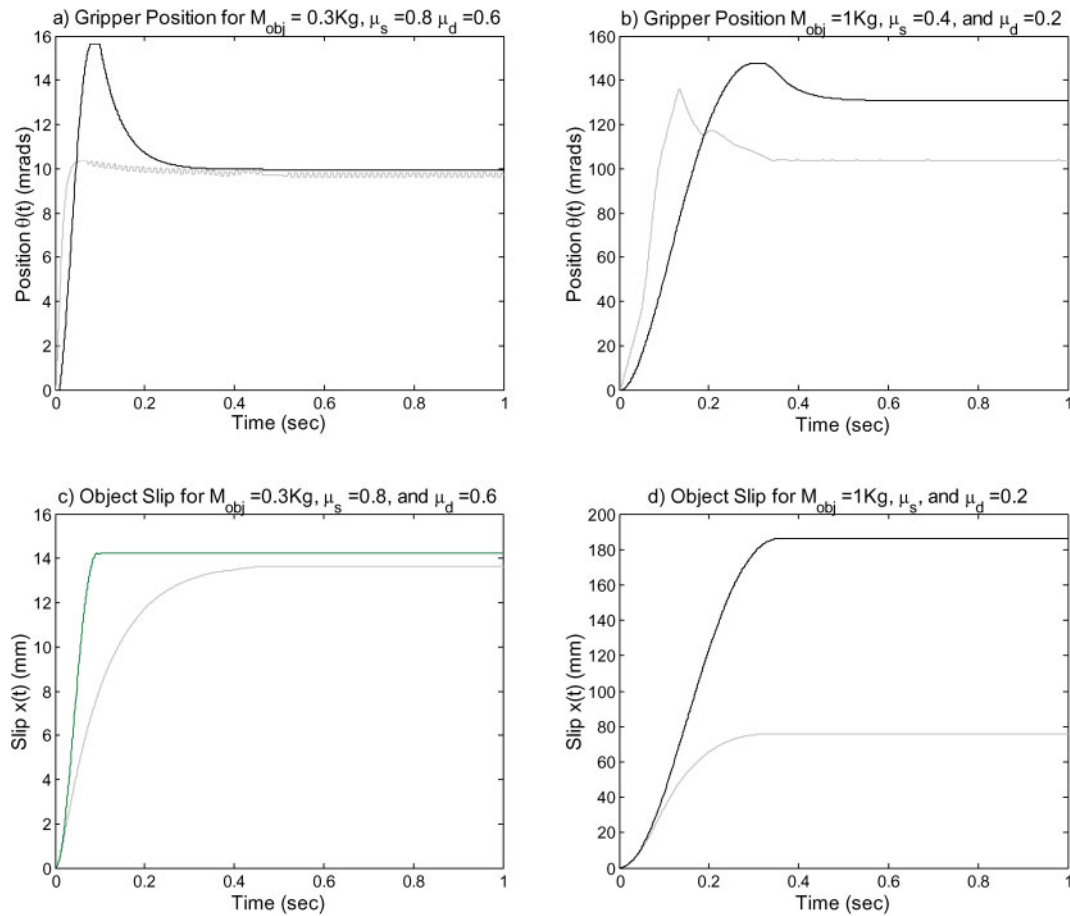 a) Gripper Position for M_obj = 0.3Kg, μ_s =0.8 μ_d =0.6
16
14
12
10
8
6
4
2
0
Position θ(t) (mrads)
0 0.2 0.4 0.6 0.8 1
Time (sec)
b) Gripper Position M_obj =1Kg, μ_s =0.4, and μ_d =0.2
160
140
120
100
80
60
40
20
0
Position θ(t) (mrads)
0 0.2 0.4 0.6 0.8 1
Time (sec)
c) Object Slip for M_obj =0.3Kg, μ_s =0.8, and μ_d =0.6
16
14
12
10
8
6
4
2
0
Slip x(t) (mm)
0 0.2 0.4 0.6 0.8 1
Time (sec)
d) Object Slip for M_obj =1Kg, μ_s, and μ_d =0.2
200
180
160
140
120
100
80
60
40
20
0
Slip x(t) (mm)
0 0.2 0.4 0.6 0.8 1
Time (sec)